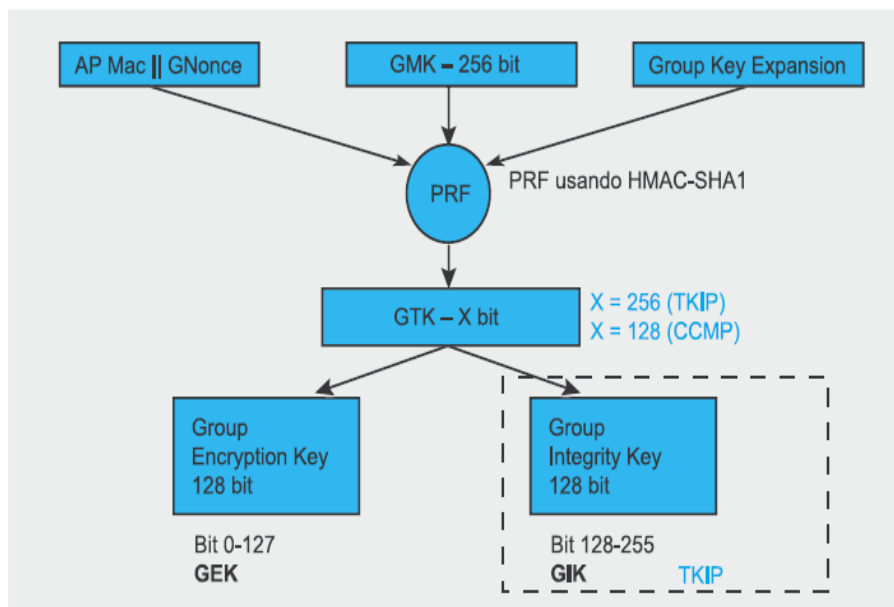 AP Mac || GNonce
GMK – 256 bit
Group Key Expansion
PRF
PRF usando HMAC-SHA1
GTK – X bit
X = 256 (TKIP)
X = 128 (CCMP)
Group
Encryption Key
128 bit
Group
Integrity Key
128 bit
Bit 0-127
GEK
Bit 128-255
GIK
TKIP